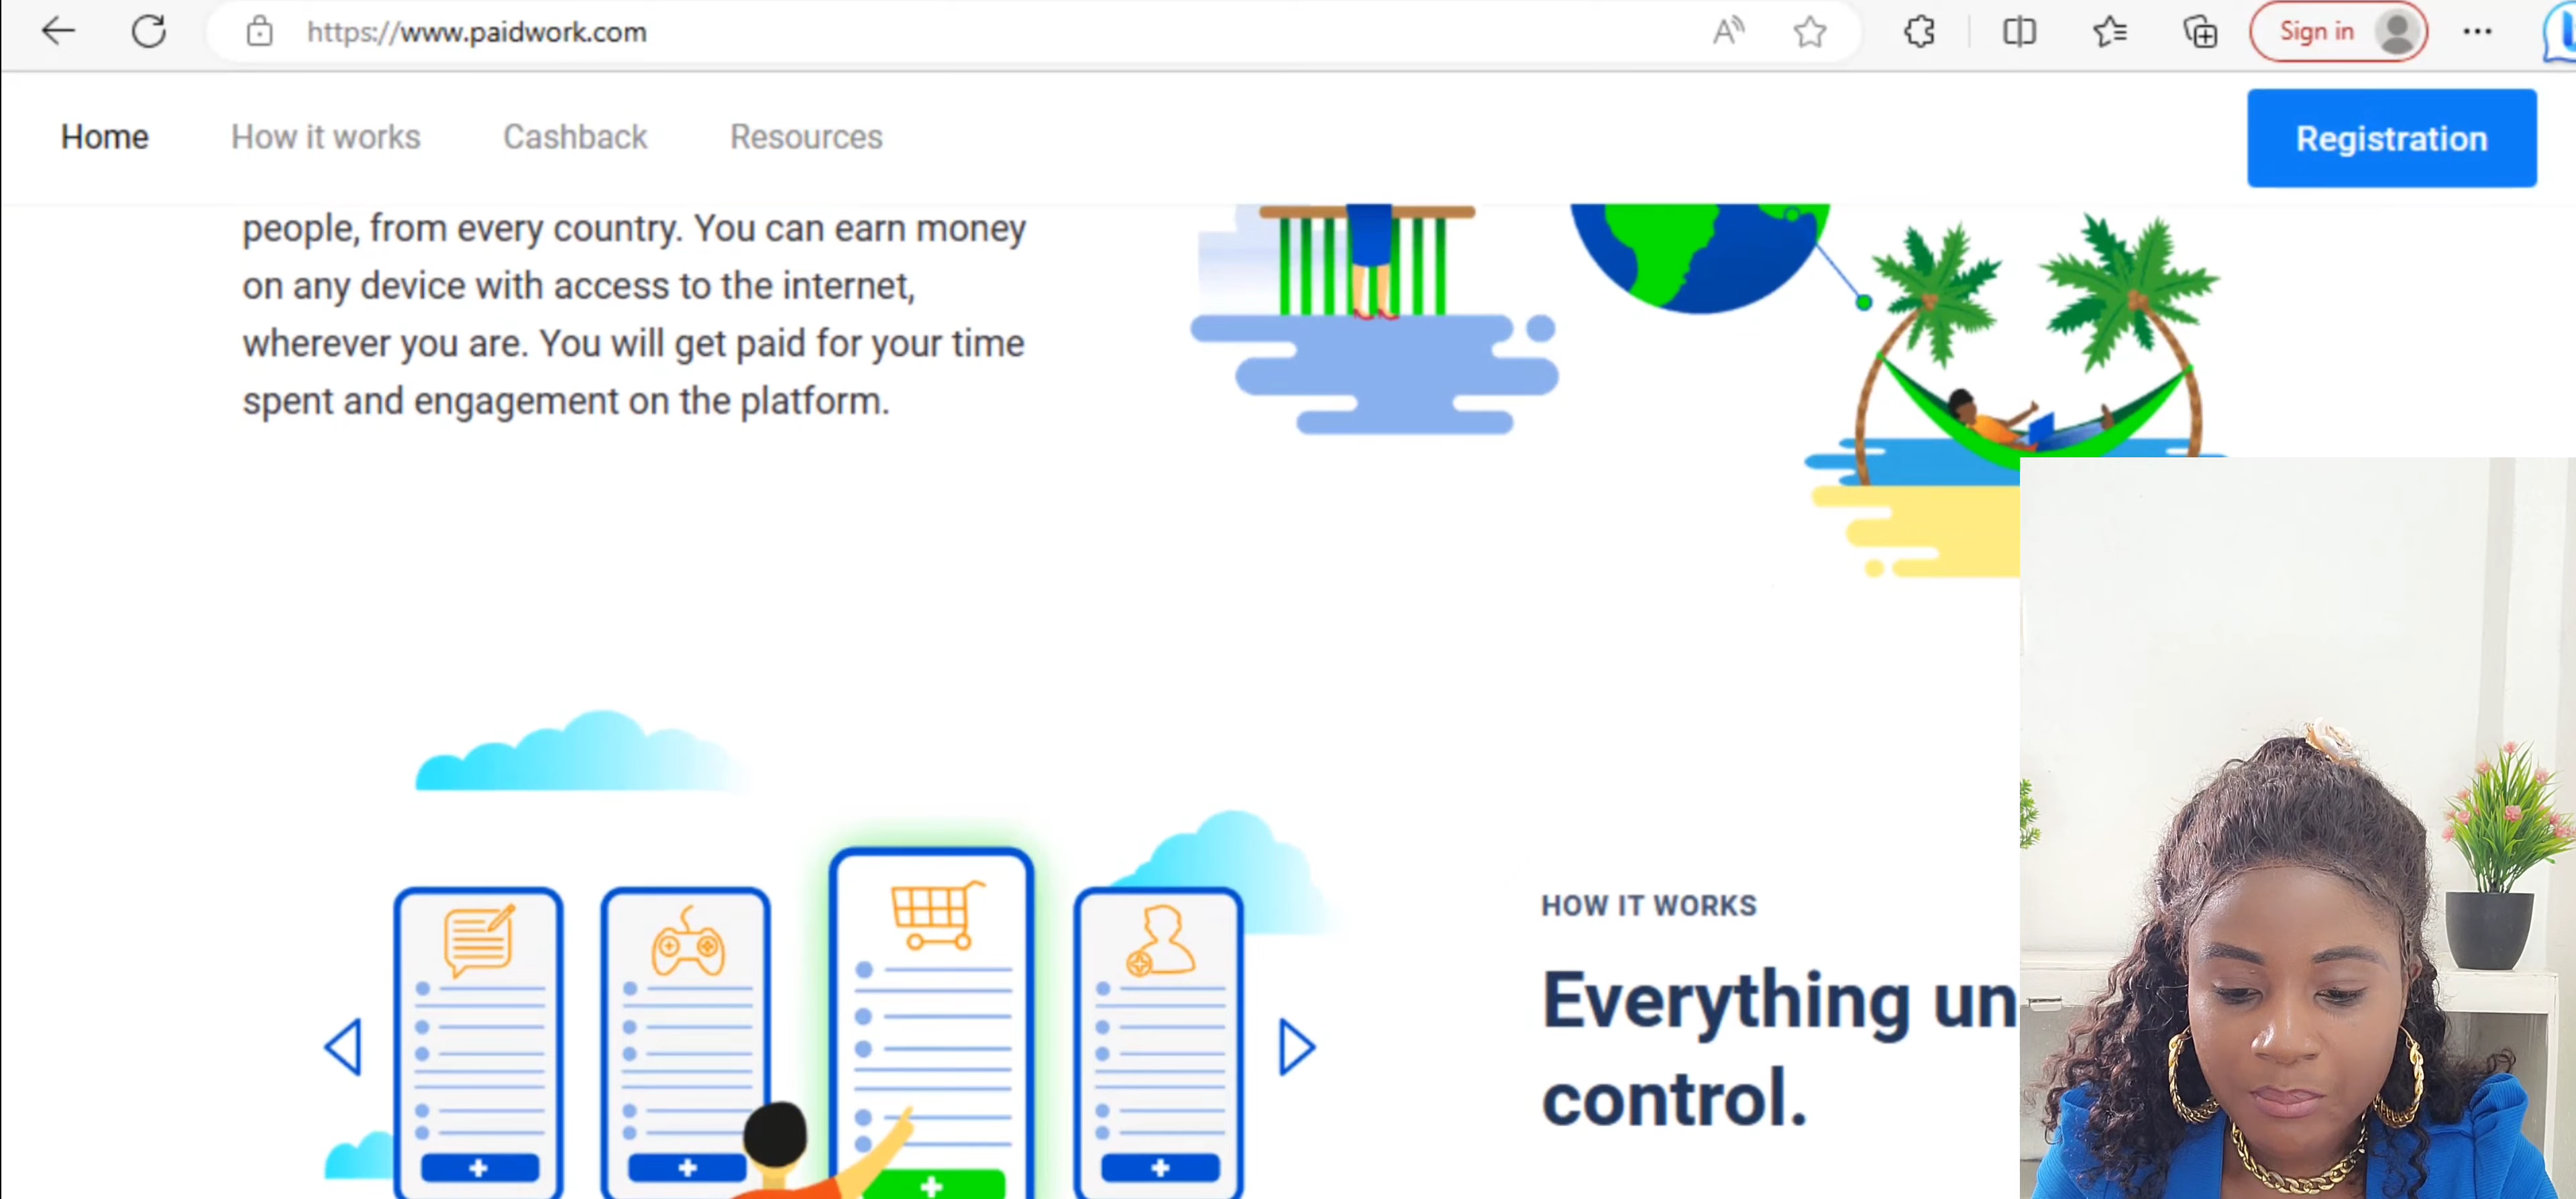 https://www.paidwork.com
Sign in
Home How it works Cashback Resources
Registration
people, from every country. You can earn money
on any device with access to the internet,
wherever you are. You will get paid for your time
spent and engagement on the platform.
HOW IT WORKS
Everything un
control.